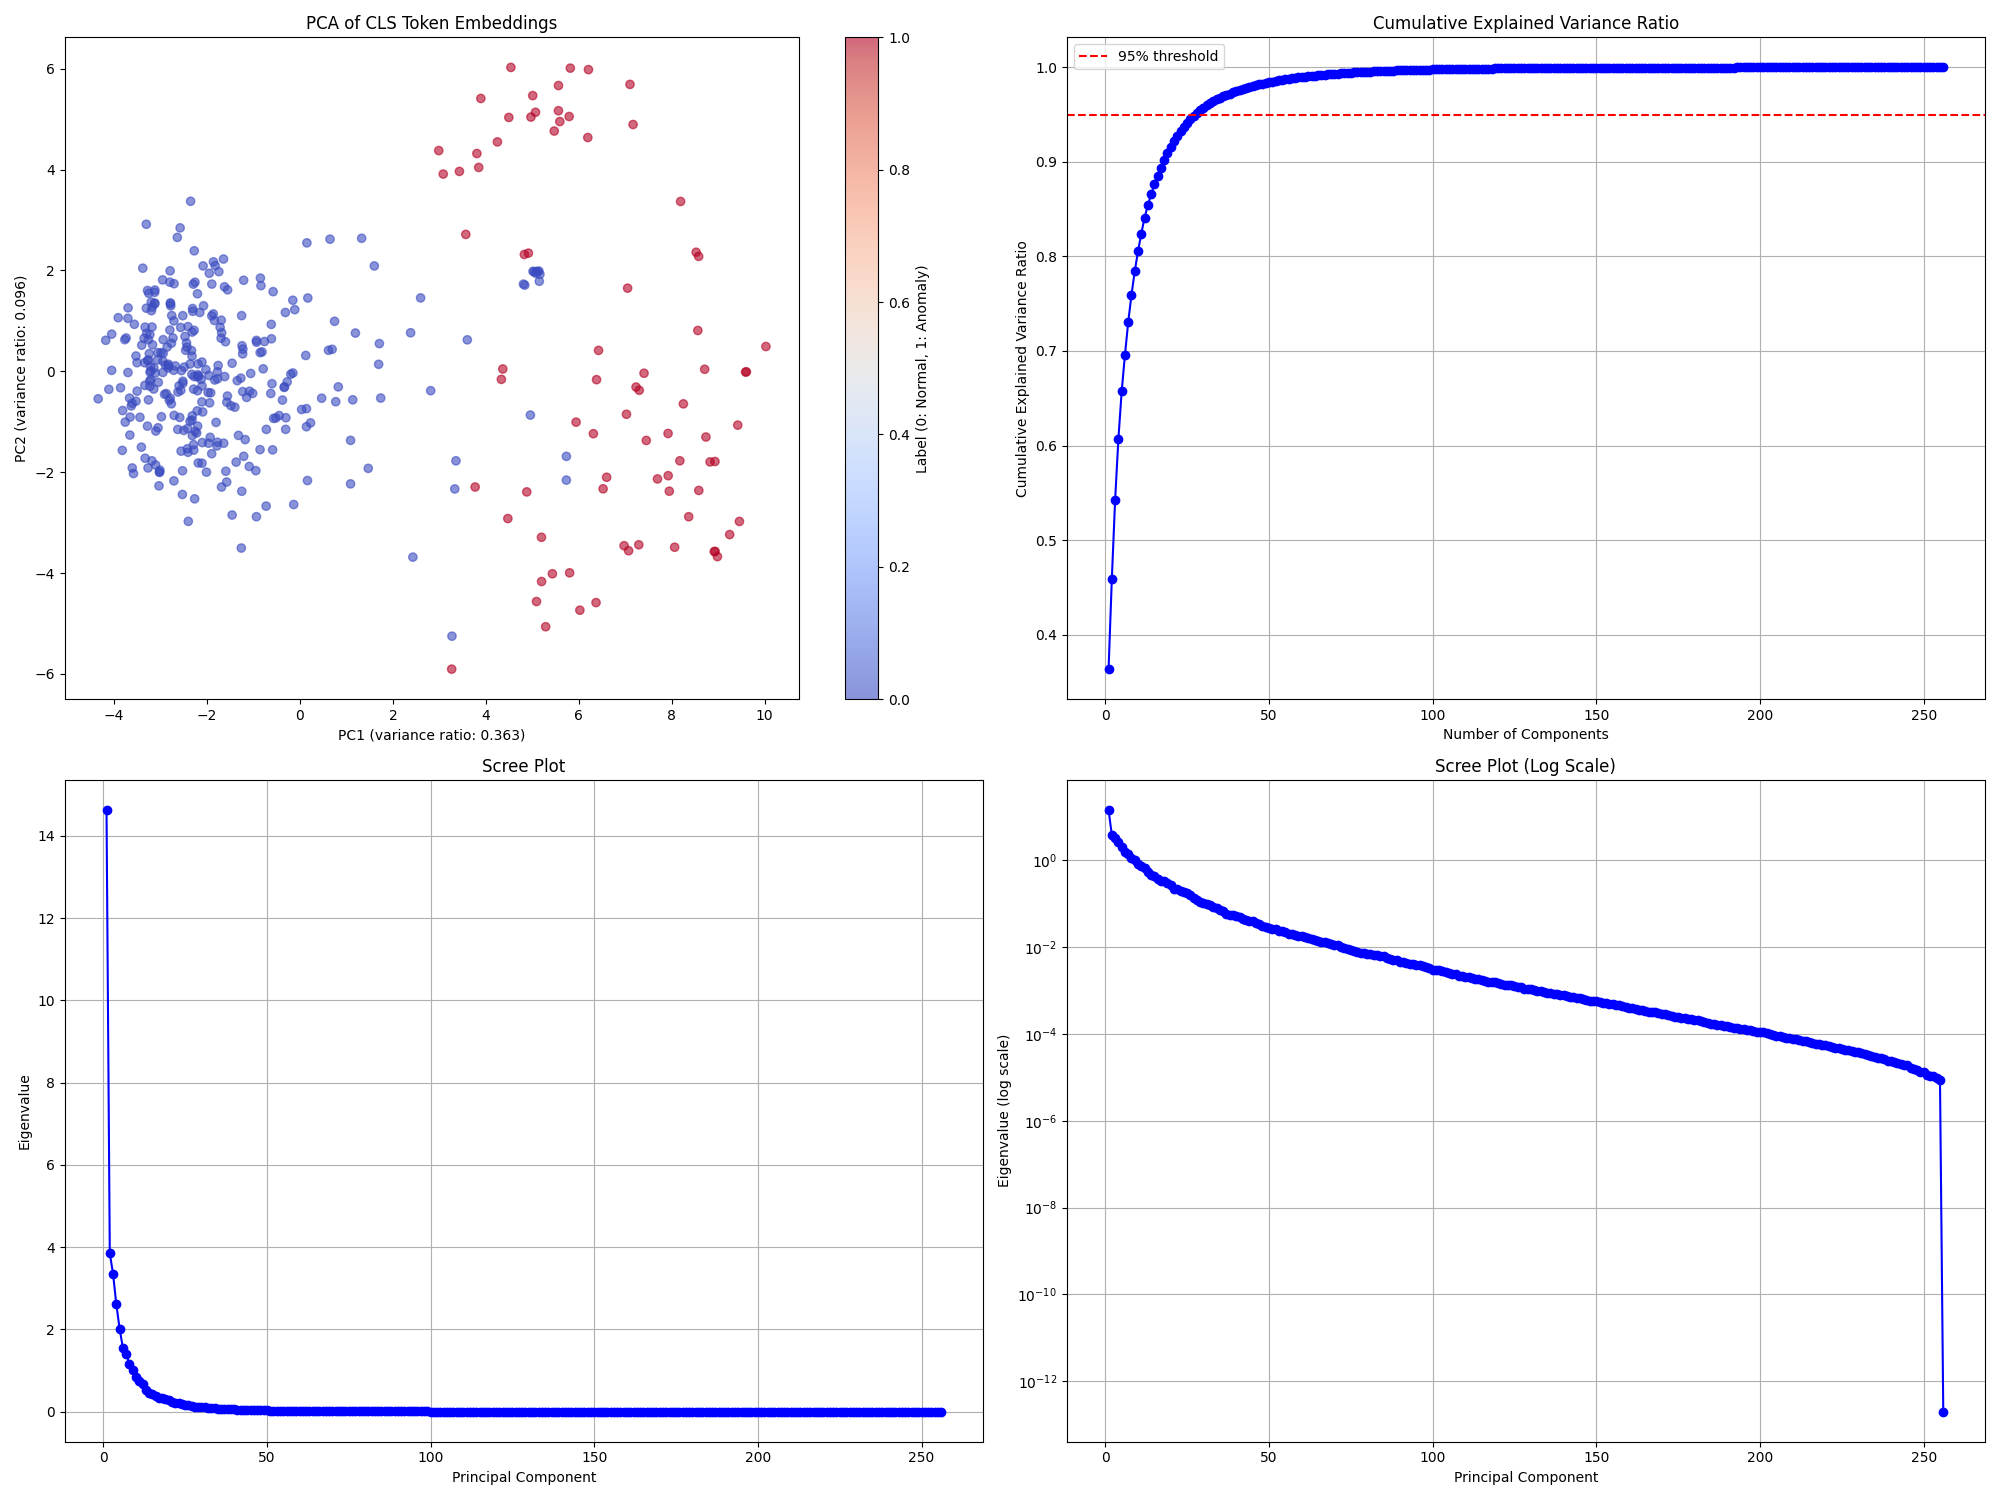 PCA of CLS Token Embeddings
6
4
2
0
−2
−4
−6
PC2 (variance ratio: 0.096)
−4 −2 0 2 4 6 8 10
PC1 (variance ratio: 0.363)
1.0
0.8
0.6
0.4
0.2
0.0
Label (0: Normal, 1: Anomaly)
Cumulative Explained Variance Ratio
95% threshold
1.0
0.9
0.8
0.7
0.6
0.5
0.4
Cumulative Explained Variance Ratio
0 50 100 150 200 250
Number of Components
Scree Plot
14
12
10
8
6
4
2
0
Eigenvalue
0 50 100 150 200 250
Principal Component
Scree Plot (Log Scale)
10⁰
10⁻²
10⁻⁴
10⁻⁶
10⁻⁸
10⁻¹⁰
10⁻¹²
Eigenvalue (log scale)
0 50 100 150 200 250
Principal Component